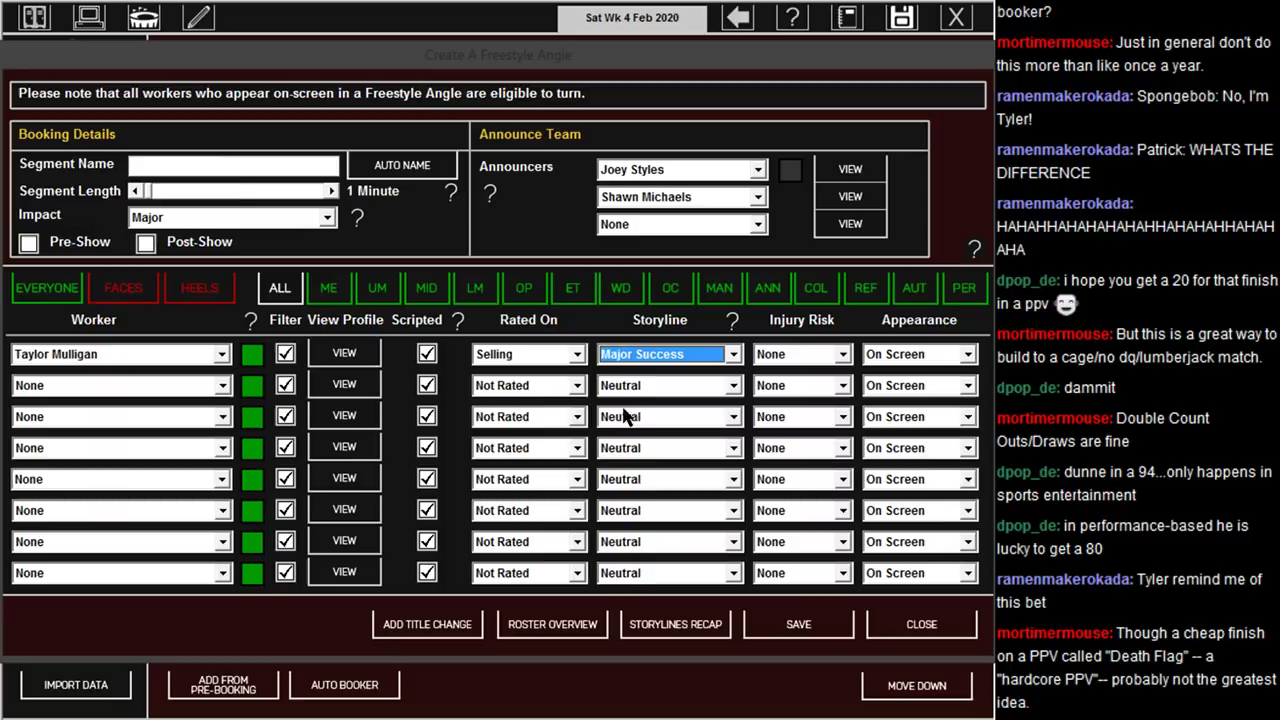 Sat Wk 4 Feb 2020
?
X
Create A Freestyle Angle
Please note that all workers who appear on-screen in a Freestyle Angle are eligible to turn.
Booking Details
Segment Name
AUTO NAME
Segment Length
1 Minute
?
Impact
Major
?
Pre-Show
Post-Show
Announce Team
Announcers
?
Joey Styles
VIEW
Shawn Michaels
VIEW
None
VIEW
?
EVERYONE
FACES
HEELS
ALL
ME
UM
MID
LM
OP
ET
WD
OC
MAN
ANN
COL
REF
AUT
PER
Worker
?
Filter
View Profile
Scripted
?
Rated On
Storyline
?
Injury Risk
Appearance
Taylor Mulligan
VIEW
Selling
Major Success
None
On Screen
None
VIEW
Not Rated
Neutral
None
On Screen
None
VIEW
Not Rated
Neutral
None
On Screen
None
VIEW
Not Rated
Neutral
None
On Screen
None
VIEW
Not Rated
Neutral
None
On Screen
None
VIEW
Not Rated
Neutral
None
On Screen
None
VIEW
Not Rated
Neutral
None
On Screen
None
VIEW
Not Rated
Neutral
None
On Screen
ADD TITLE CHANGE
ROSTER OVERVIEW
STORYLINES RECAP
SAVE
CLOSE
IMPORT DATA
ADD FROM
PRE-BOOKING
AUTO BOOKER
MOVE DOWN
booker?
mortimermouse: Just in general don't do
this more than like once a year.
ramenmakerokada: Spongebob: No, I'm
Tyler!
ramenmakerokada: Patrick: WHATS THE
DIFFERENCE
ramenmakerokada:
HAHAHHAHAHAHAHHAHAHAHHAHAH
AHA
dpop_de: i hope you get a 20 for that finish
in a ppv
mortimermouse: But this is a great way to
build to a cage/no dq/lumberjack match.
dpop_de: dammit
mortimermouse: Double Count
Outs/Draws are fine
dpop_de: dunne in a 94...only happens in
sports entertainment
dpop_de: in performance-based he is
lucky to get a 80
ramenmakerokada: Tyler remind me of
this bet
mortimermouse: Though a cheap finish
on a PPV called "Death Flag" -- a
"hardcore PPV"-- probably not the greatest
idea.